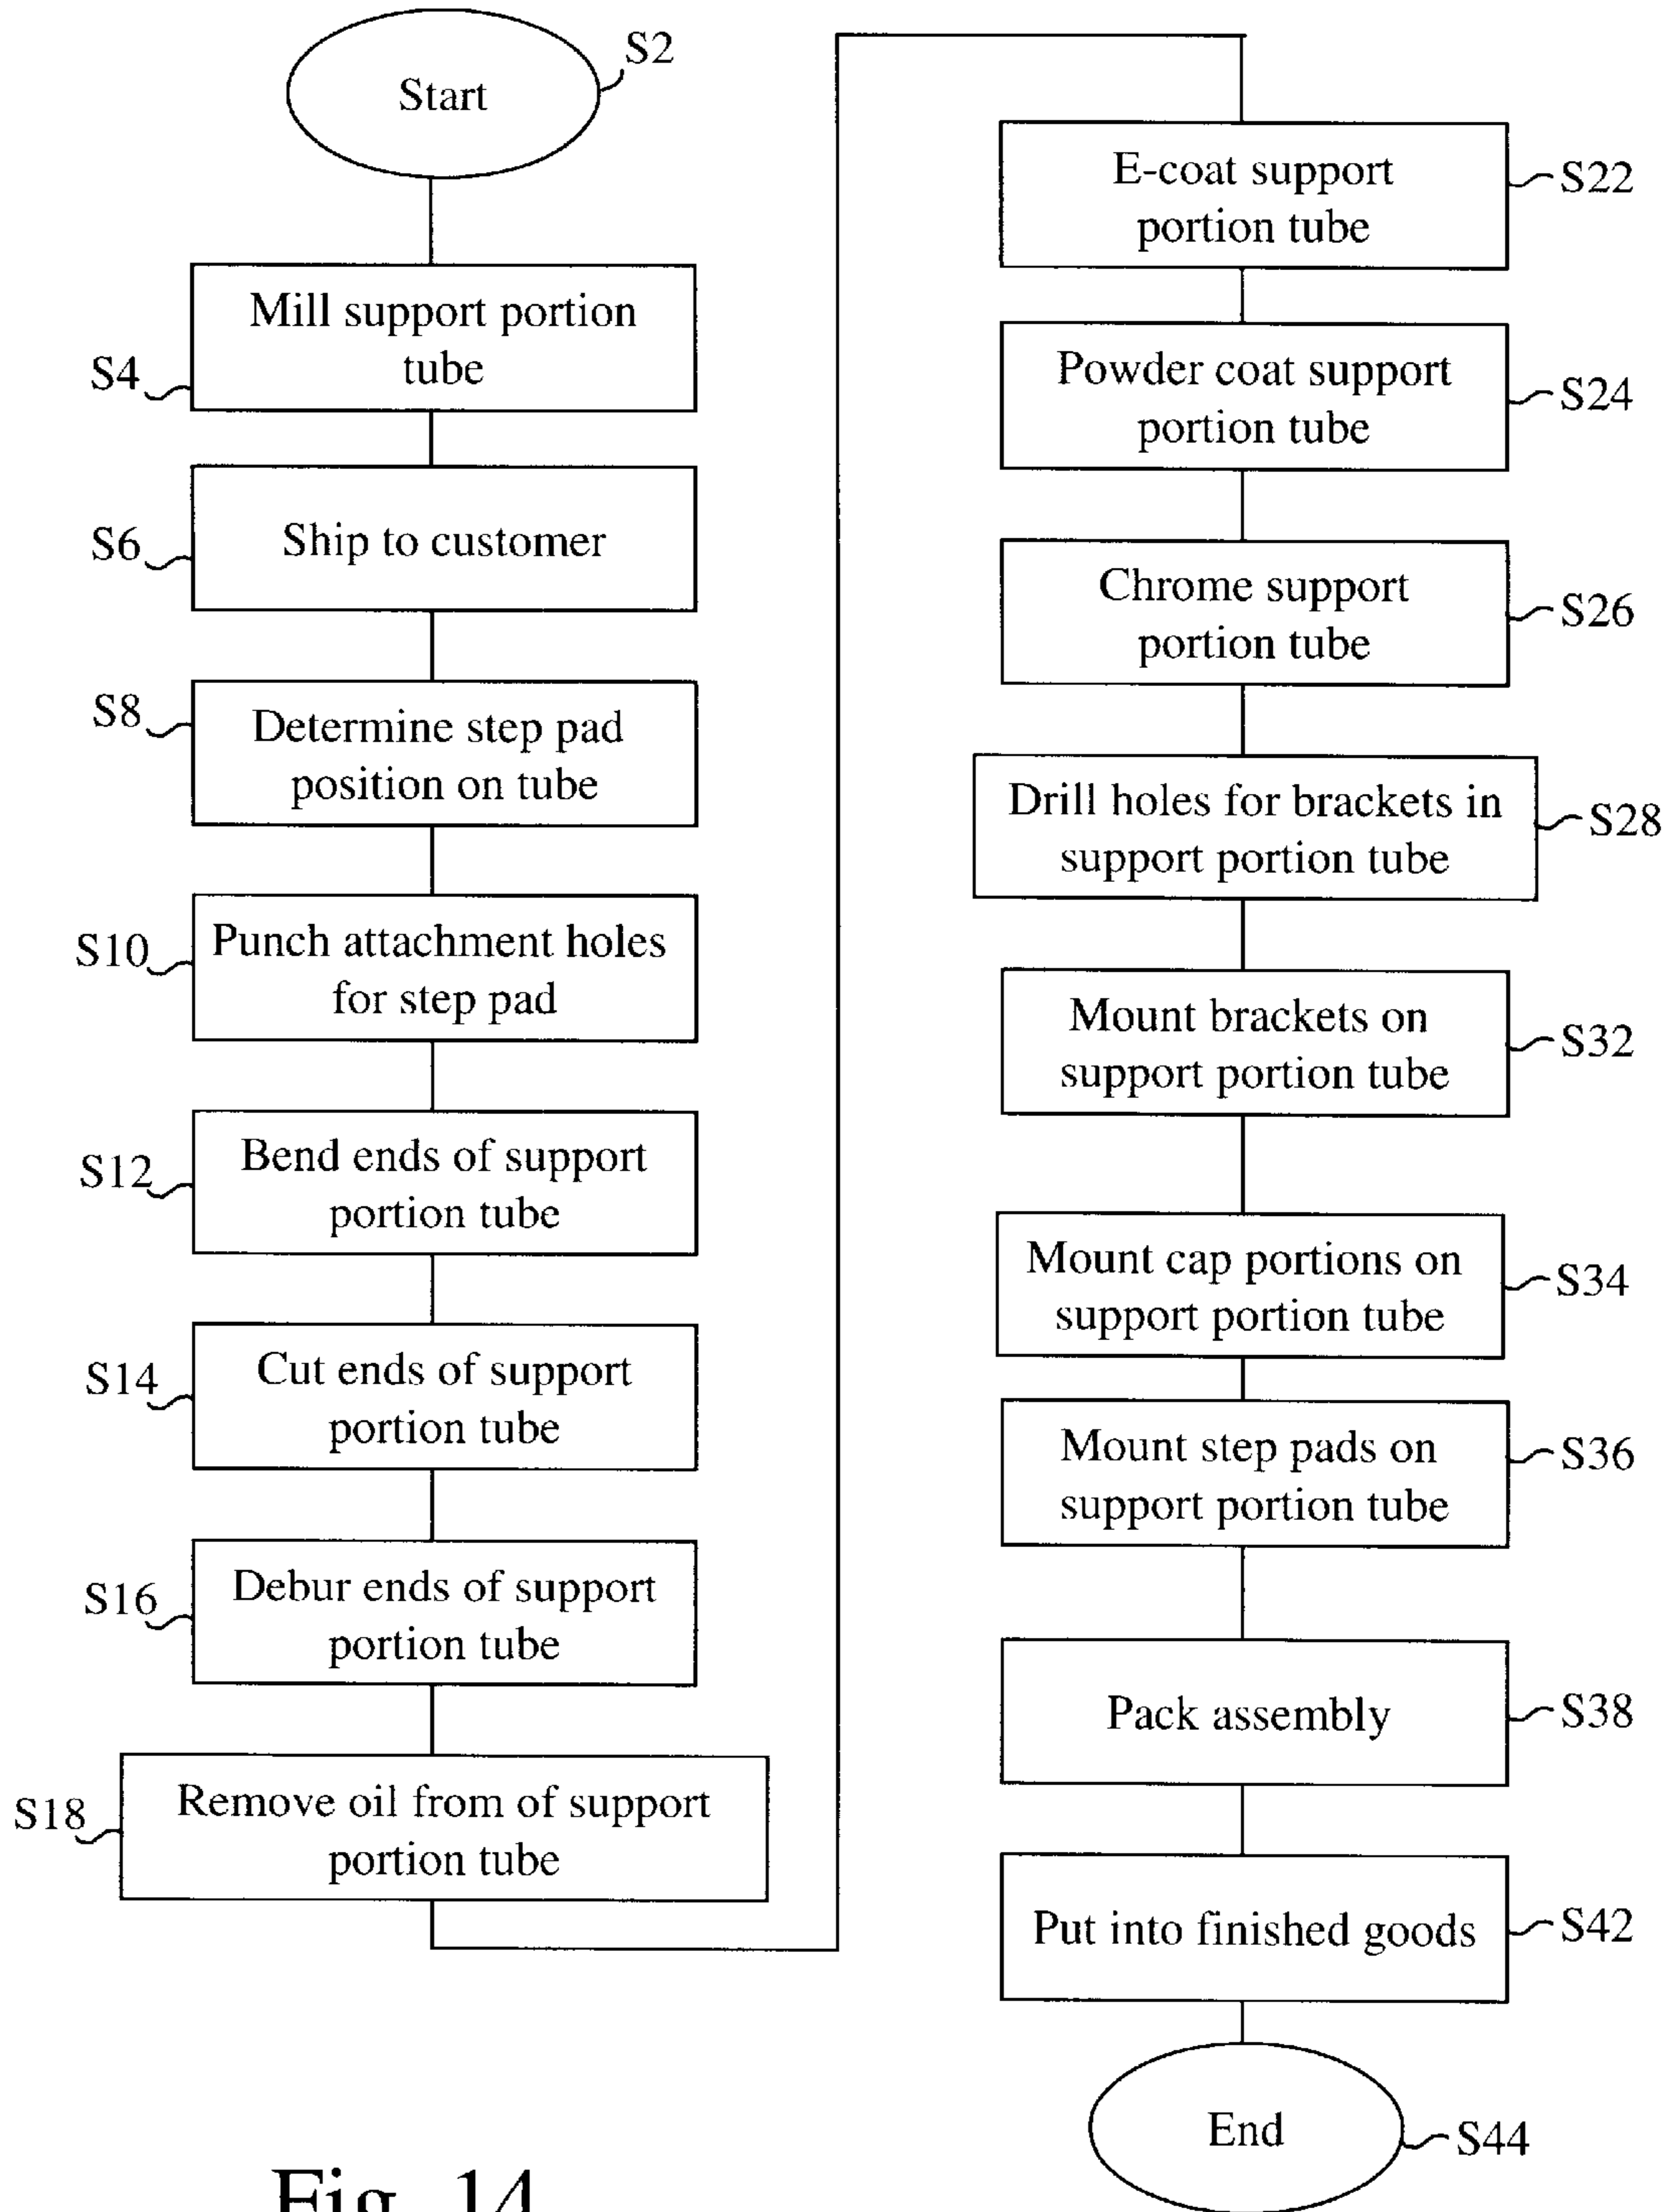 Start
S2
Mill support portion
tube
S4
Ship to customer
S6
S8
Determine step pad
position on tube
S10
Punch attachment holes
for step pad
S12
Bend ends of support
portion tube
S14
Cut ends of support
portion tube
S16
Debur ends of support
portion tube
S18
Remove oil from of support
portion tube
E-coat support
portion tube
S22
Powder coat support
portion tube
S24
Chrome support
portion tube
S26
Drill holes for brackets in
support portion tube
S28
Mount brackets on
support portion tube
S32
Mount cap portions on
support portion tube
S34
Mount step pads on
support portion tube
S36
Pack assembly
S38
Put into finished goods
S42
End
S44
Fig. 14